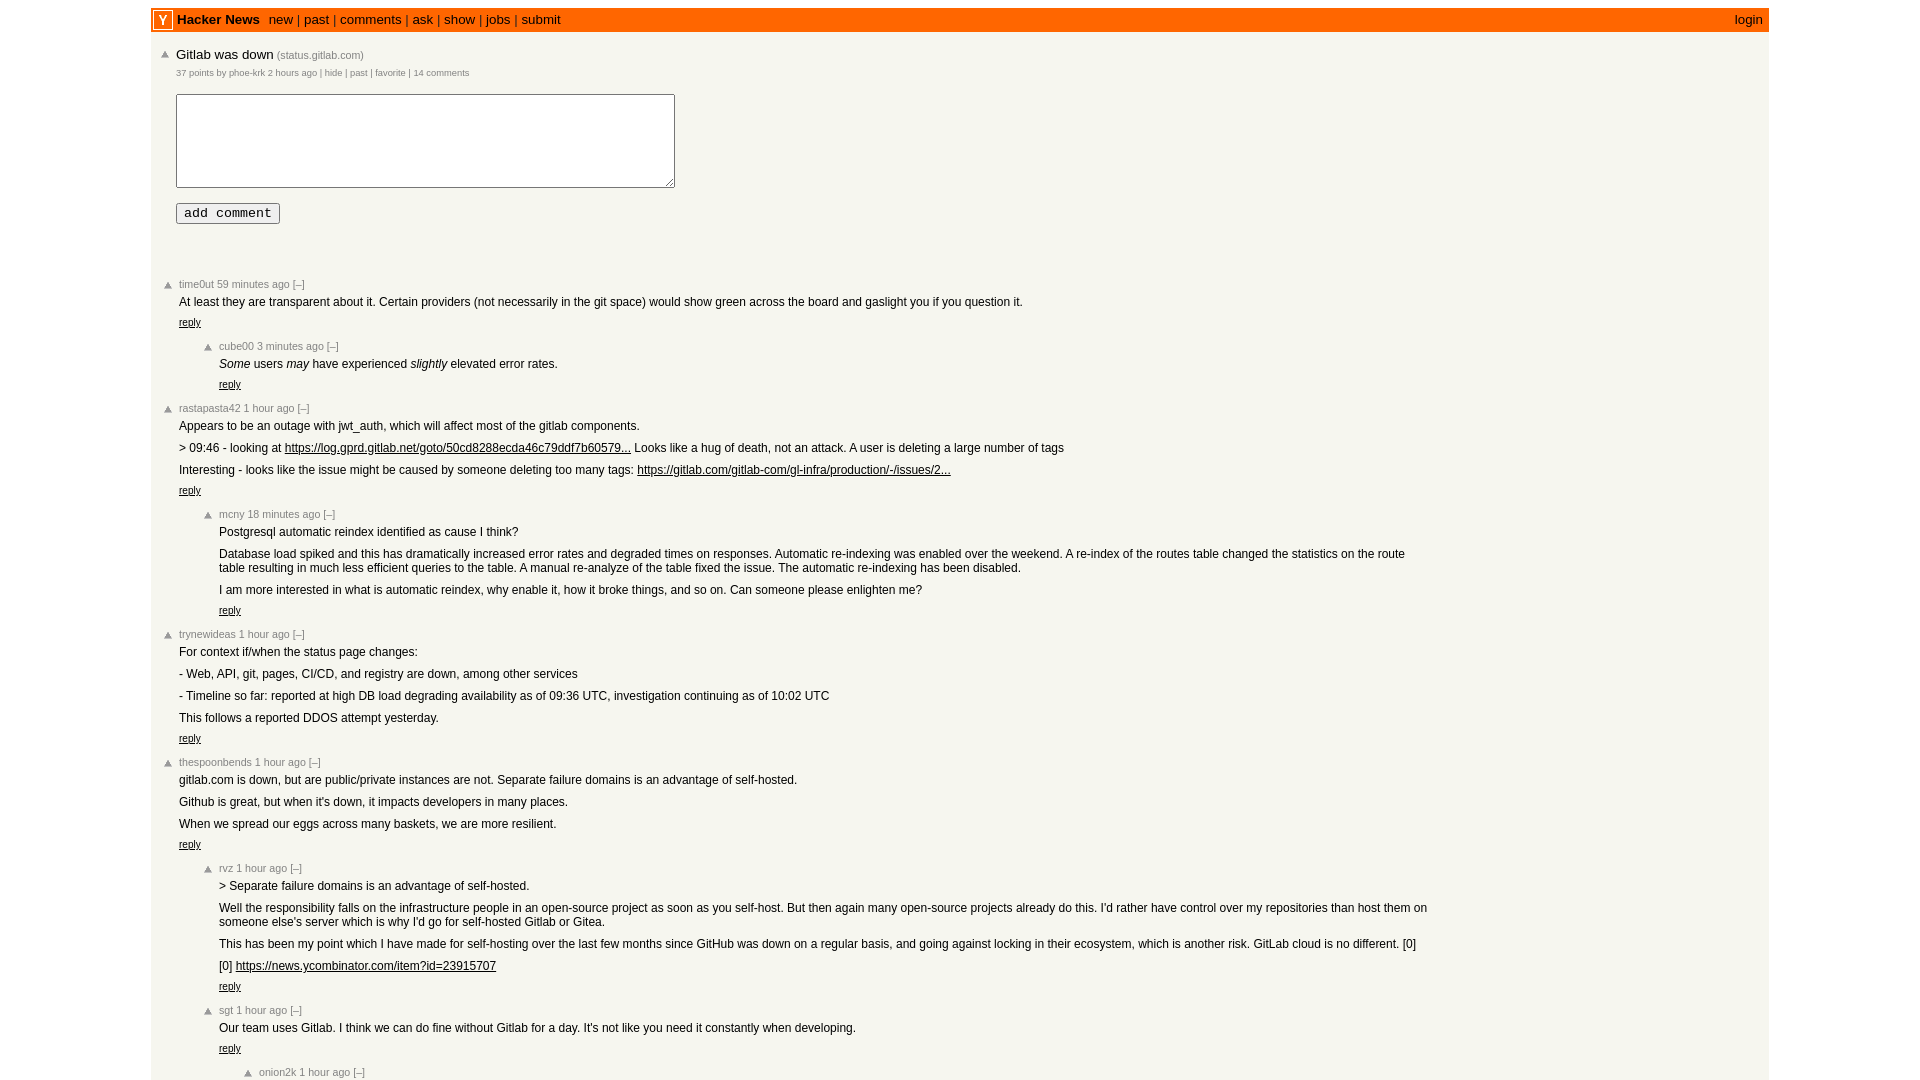 Y Hacker News new | past | comments | ask | show | jobs | submit login
Gitlab was down (status.gitlab.com)
37 points by phoe-krk 2 hours ago | hide | past | favorite | 14 comments
add comment
time0ut 59 minutes ago [–]
At least they are transparent about it. Certain providers (not necessarily in the git space) would show green across the board and gaslight you if you question it.
reply
cube00 3 minutes ago [–]
Some users may have experienced slightly elevated error rates.
reply
rastapasta42 1 hour ago [–]
Appears to be an outage with jwt_auth, which will affect most of the gitlab components.
> 09:46 - looking at https://log.gprd.gitlab.net/goto/50cd8288ecda46c79ddf7b60579... Looks like a hug of death, not an attack. A user is deleting a large number of tags
Interesting - looks like the issue might be caused by someone deleting too many tags: https://gitlab.com/gitlab-com/gl-infra/production/-/issues/2...
reply
mcny 18 minutes ago [–]
Postgresql automatic reindex identified as cause I think?
Database load spiked and this has dramatically increased error rates and degraded times on responses. Automatic re-indexing was enabled over the weekend. A re-index of the routes table changed the statistics on the route
table resulting in much less efficient queries to the table. A manual re-analyze of the table fixed the issue. The automatic re-indexing has been disabled.
I am more interested in what is automatic reindex, why enable it, how it broke things, and so on. Can someone please enlighten me?
reply
trynewideas 1 hour ago [–]
For context if/when the status page changes:
- Web, API, git, pages, CI/CD, and registry are down, among other services
- Timeline so far: reported at high DB load degrading availability as of 09:36 UTC, investigation continuing as of 10:02 UTC
This follows a reported DDOS attempt yesterday.
reply
thespoonbends 1 hour ago [–]
gitlab.com is down, but are public/private instances are not. Separate failure domains is an advantage of self-hosted.
Github is great, but when it's down, it impacts developers in many places.
When we spread our eggs across many baskets, we are more resilient.
reply
rvz 1 hour ago [–]
> Separate failure domains is an advantage of self-hosted.
Well the responsibility falls on the infrastructure people in an open-source project as soon as you self-host. But then again many open-source projects already do this. I'd rather have control over my repositories than host them on
someone else's server which is why I'd go for self-hosted Gitlab or Gitea.
This has been my point which I have made for self-hosting over the last few months since GitHub was down on a regular basis, and going against locking in their ecosystem, which is another risk. GitLab cloud is no different. [0]
[0] https://news.ycombinator.com/item?id=23915707
reply
sgt 1 hour ago [–]
Our team uses Gitlab. I think we can do fine without Gitlab for a day. It's not like you need it constantly when developing.
reply
onion2k 1 hour ago [–]